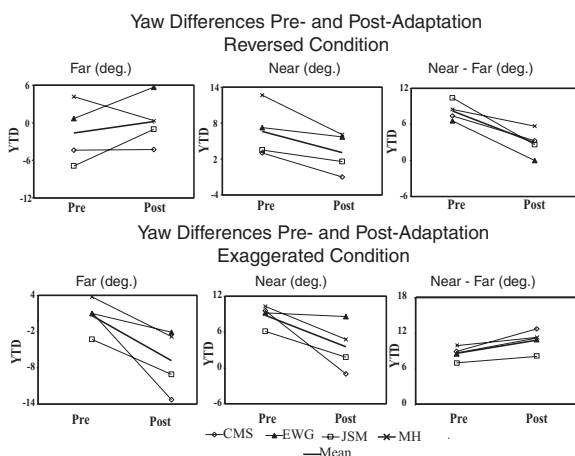 Yaw Differences Pre- and Post-Adaptation
Reversed Condition
Far (deg.) Near (deg.) Near - Far (deg.)
YTD
6
0
-6
-12
Pre Post
YTD
14
8
2
-4
Pre Post
YTD
12
6
0
-6
Pre Post
Yaw Differences Pre- and Post-Adaptation
Exaggerated Condition
Far (deg.) Near (deg.) Near - Far (deg.)
YTD
4
-2
-8
-14
Pre Post
YTD
12
6
0
-6
Pre Post
YTD
18
12
6
0
Pre Post
CMS EWG JSM MH
Mean